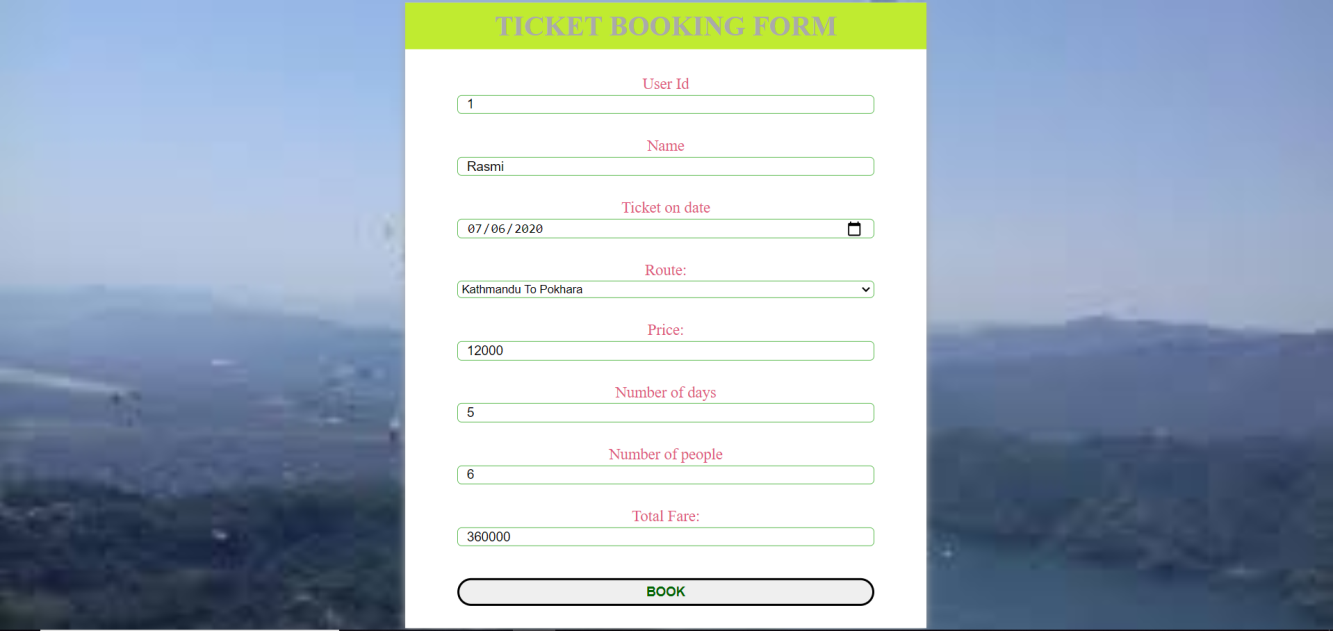 TICKET BOOKING FORM
User Id
1
Name
Rasmi
Ticket on date
07/06/2020
Route:
Kathmandu To Pokhara
Price:
12000
Number of days
5
Number of people
6
Total Fare:
360000
BOOK